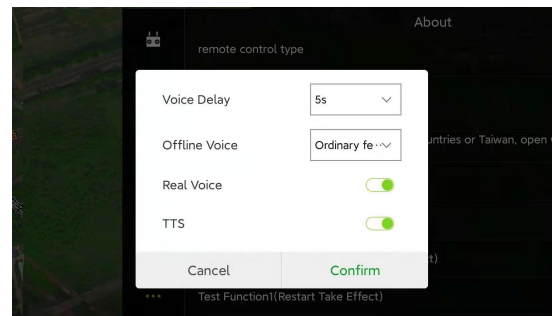 About
remote control type
Voice Delay 5s
untries or Taiwan, open
Offline Voice Ordinary fe
Real Voice
TTS
t)
Cancel Confirm
Test Function1(Restart Take Effect)